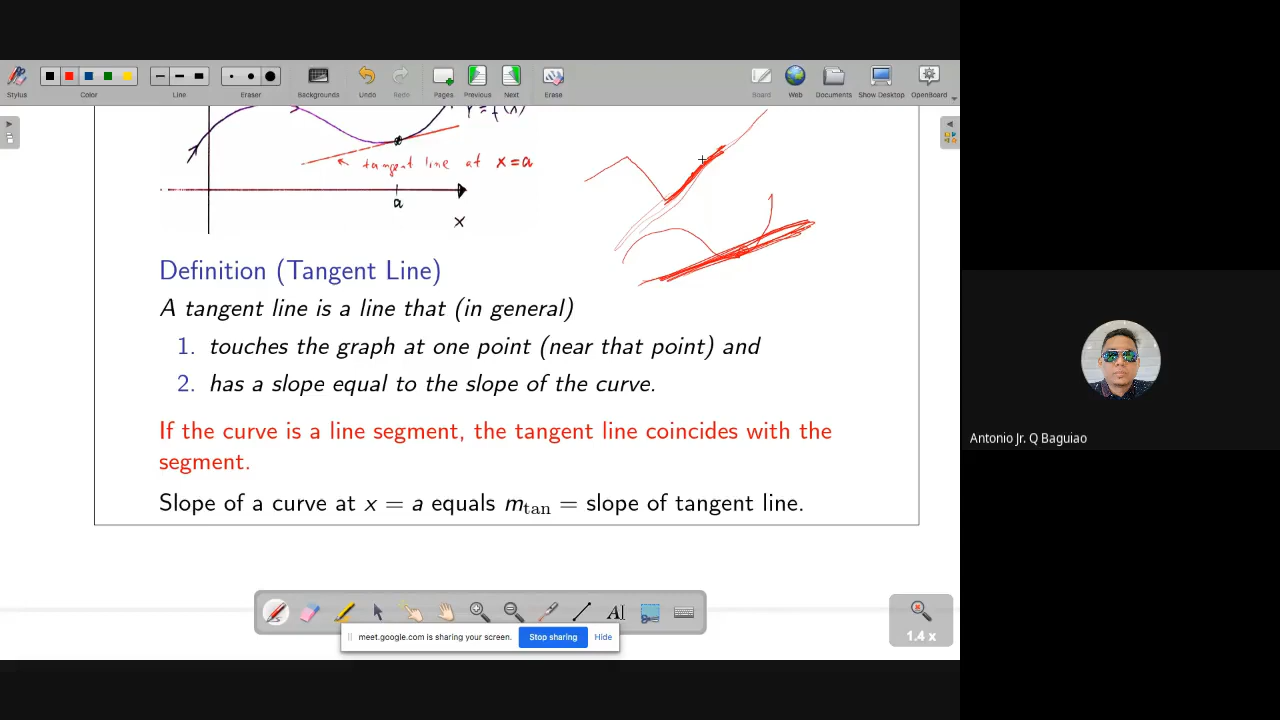 Stylus
Color
Line
Eraser
Backgrounds
Undo
Redo
Pages
Previous
Next
Erase
Board
Web
Documents
Show Desktop
OpenBoard
tangent line at x=a
a
x
Definition (Tangent Line)
A tangent line is a line that (in general)
1. touches the graph at one point (near that point) and
2. has a slope equal to the slope of the curve.
If the curve is a line segment, the tangent line coincides with the
segment.
Slope of a curve at x = a equals mtan = slope of tangent line.
Antonio Jr. Q Baguiao
meet.google.com is sharing your screen.
Stop sharing
Hide
1.4 x